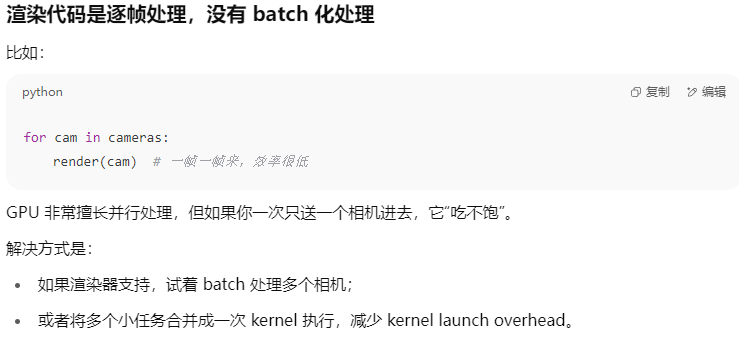 渲染代码是逐帧处理，没有 batch 化处理
比如：
python
复制
编辑
for cam in cameras:
    render(cam)  # 一帧一帧来，效率很低
GPU 非常擅长并行处理，但如果你一次只送一个相机进去，它“吃不饱”。
解决方式是：
• 如果渲染器支持，试着 batch 处理多个相机；
• 或者将多个小任务合并成一次 kernel 执行，减少 kernel launch overhead。